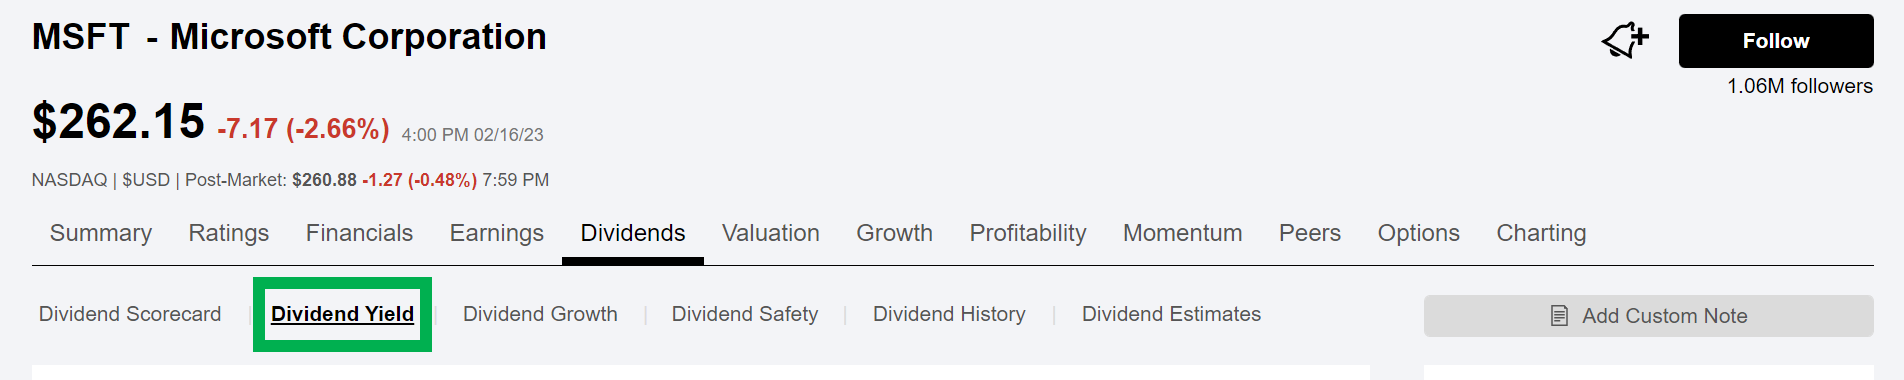 MSFT - Microsoft Corporation
Follow
1.06M followers
$262.15 -7.17 (-2.66%) 4:00 PM 02/16/23
NASDAQ | $USD | Post-Market: $260.88 -1.27 (-0.48%) 7:59 PM
Summary Ratings Financials Earnings Dividends Valuation Growth Profitability Momentum Peers Options Charting
Dividend Scorecard | Dividend Yield | Dividend Growth | Dividend Safety | Dividend History | Dividend Estimates
Add Custom Note